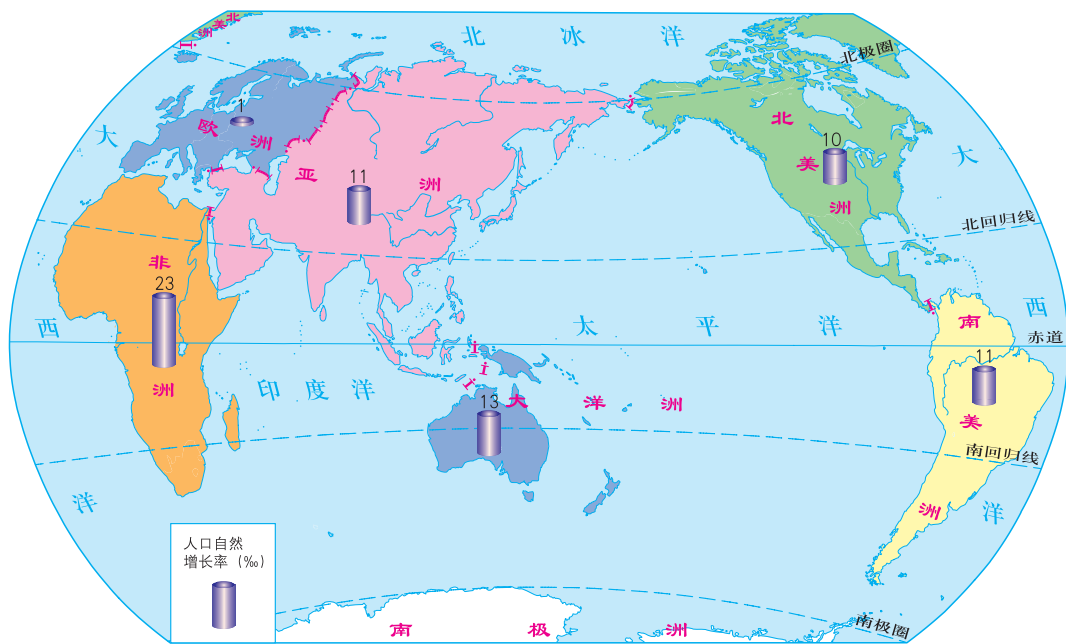 北美洲
北冰洋
北极圈
大
欧洲
1
亚洲
11
北美洲
10
大
北回归线
非洲
23
西
太平洋
南美洲
11
西
赤道
印度洋
大洋洲
13
南回归线
洋
洋
人口自然
增长率 (‰)
南极洲
南极圈